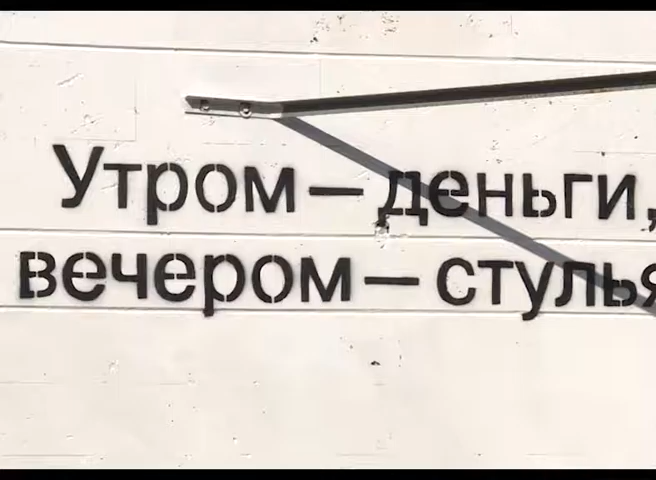 Утром — деньги,
вечером — стулья